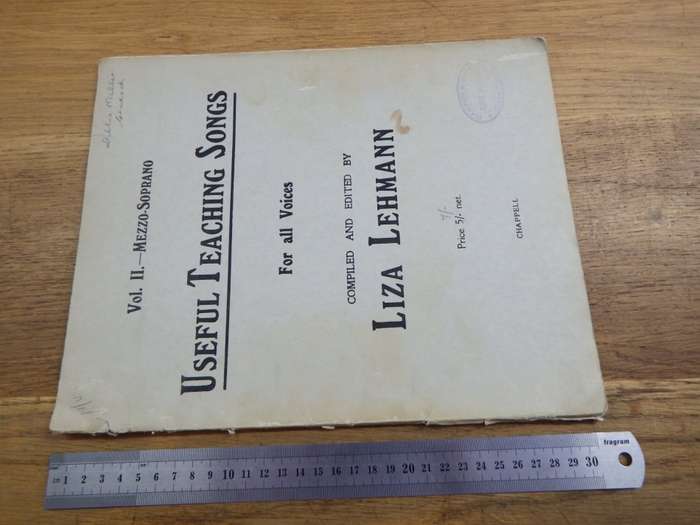 Vol. II.—MEZZO-SOPRANO
USEFUL TEACHING SONGS
For all Voices
COMPILED AND EDITED BY
LIZA LEHMANN
7/-
Price 5/- net.
CHAPPELL
fragram
cm 1 2 3 4 5 6 7 8 9 10 11 12 13 14 15 16 17 18 19 20 21 22 23 24 25 26 27 28 29 30